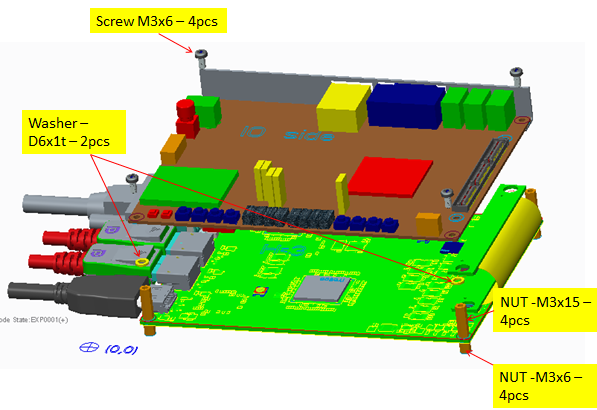 Screw M3x6 – 4pcs
Washer –
D6x1t – 2pcs
IO side
NUT -M3x15 –
4pcs
ode State:EXP0001(+)
(0,0)
NUT -M3x6 –
4pcs